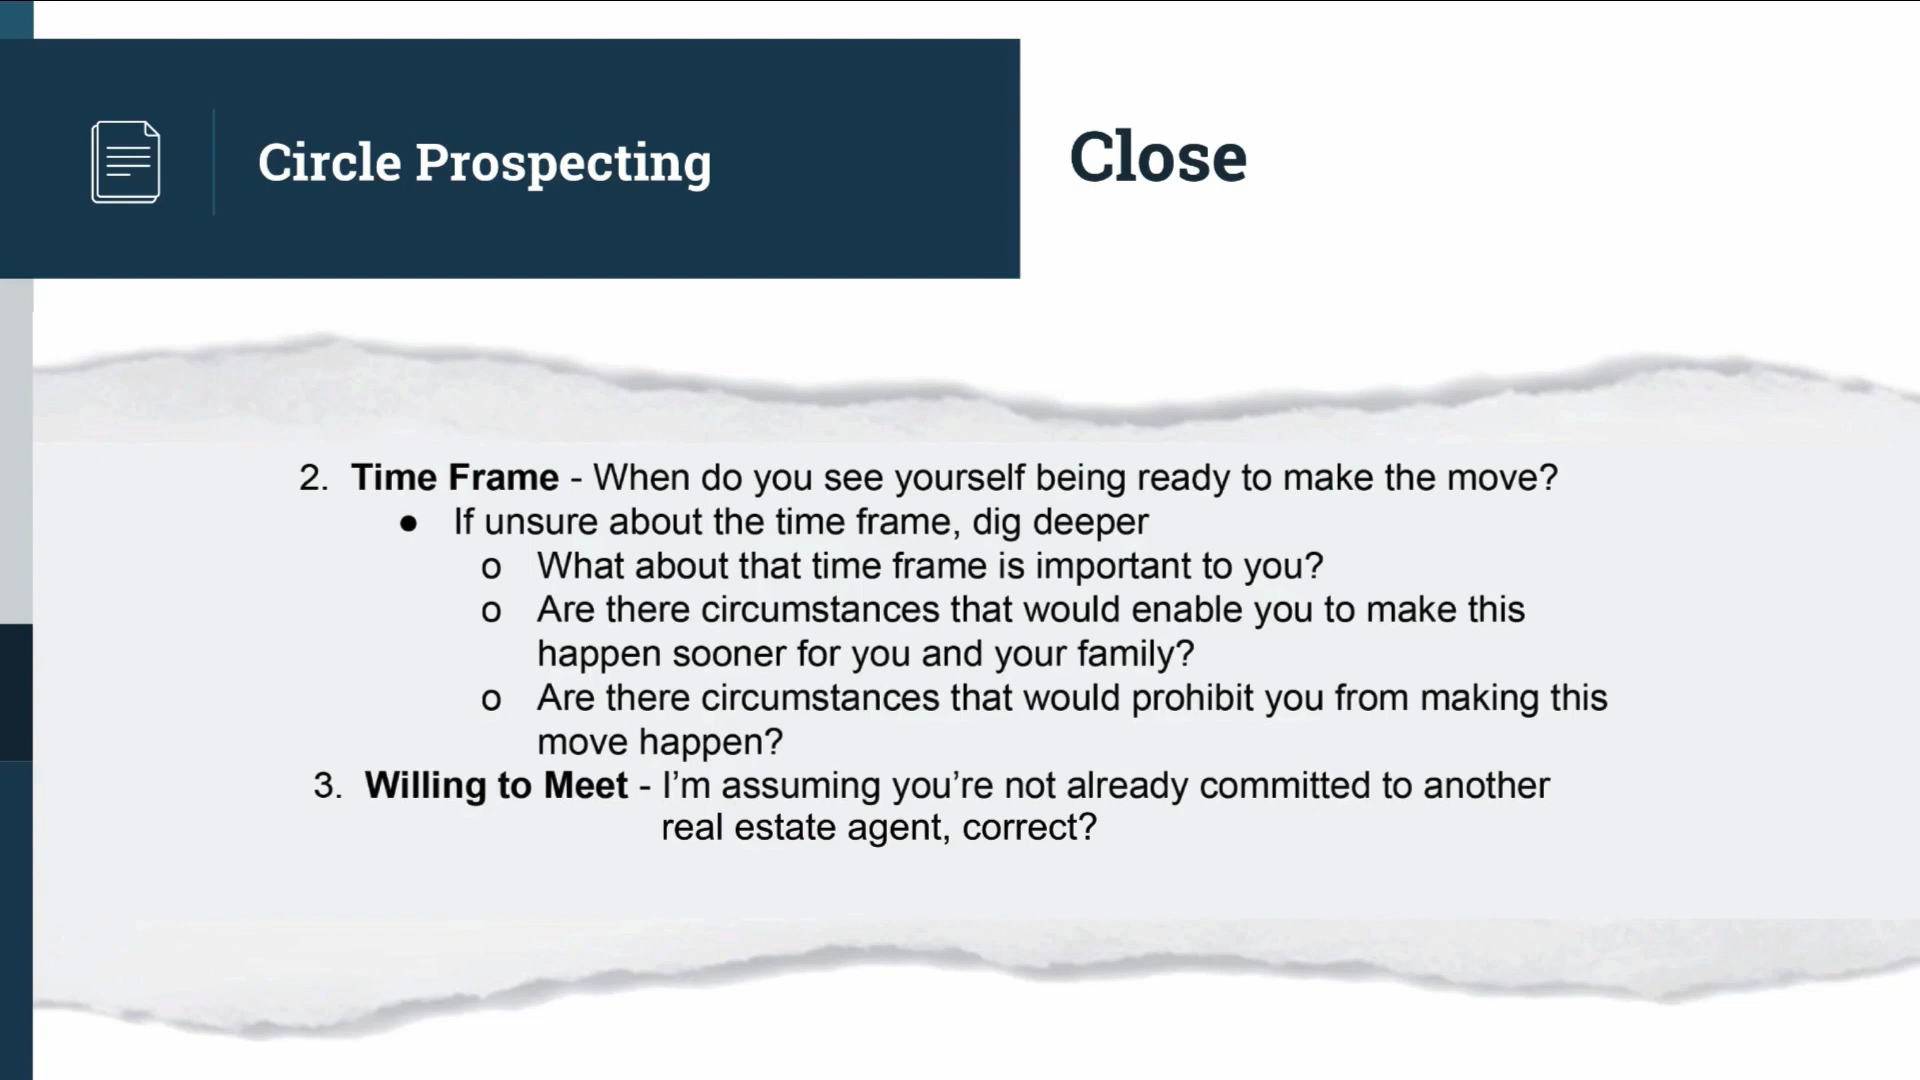 Circle Prospecting
Close
2. Time Frame - When do you see yourself being ready to make the move?
● If unsure about the time frame, dig deeper
o What about that time frame is important to you?
o Are there circumstances that would enable you to make this
happen sooner for you and your family?
o Are there circumstances that would prohibit you from making this
move happen?
3. Willing to Meet - I’m assuming you’re not already committed to another
real estate agent, correct?